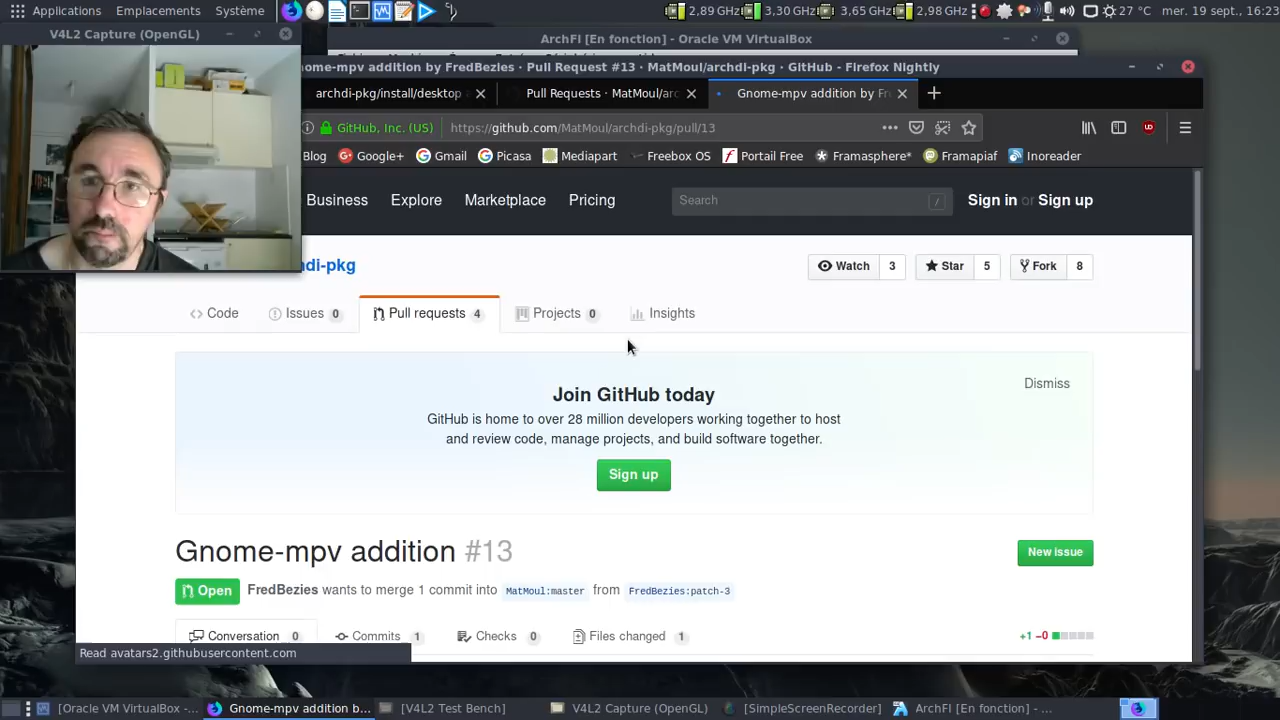 Applications Emplacements Système 2,89 GHz 3,30 GHz 3,65 GHz 2,98 GHz 27 °C mer. 19 sept., 16:23
V4L2 Capture (OpenGL)
ArchFI [En fonction] - Oracle VM VirtualBox
ome-mpv addition by FredBezies · Pull Request #13 · MatMoul/archdi-pkg · GitHub - Firefox Nightly
archdi-pkg/install/desktop
Pull Requests · MatMoul/arc
Gnome-mpv addition by Fr
GitHub, Inc. (US) https://github.com/MatMoul/archdi-pkg/pull/13
Blog Google+ Gmail Picasa Mediapart Freebox OS Portail Free Framasphere* Framapiaf Inoreader
Business Explore Marketplace Pricing Search / Sign in or Sign up
hdi-pkg Watch 3 Star 5 Fork 8
Code Issues 0 Pull requests 4 Projects 0 Insights
Join GitHub today
Dismiss
GitHub is home to over 28 million developers working together to host
and review code, manage projects, and build software together.
Sign up
Gnome-mpv addition #13
New issue
Open FredBezies wants to merge 1 commit into MatMoul:master from FredBezies:patch-3
Conversation 0 Commits 1 Checks 0 Files changed 1 +1 −0
Read avatars2.githubusercontent.com
[Oracle VM VirtualBox -... Gnome-mpv addition b... [V4L2 Test Bench] V4L2 Capture (OpenGL) [SimpleScreenRecorder] ArchFI [En fonction] - ...